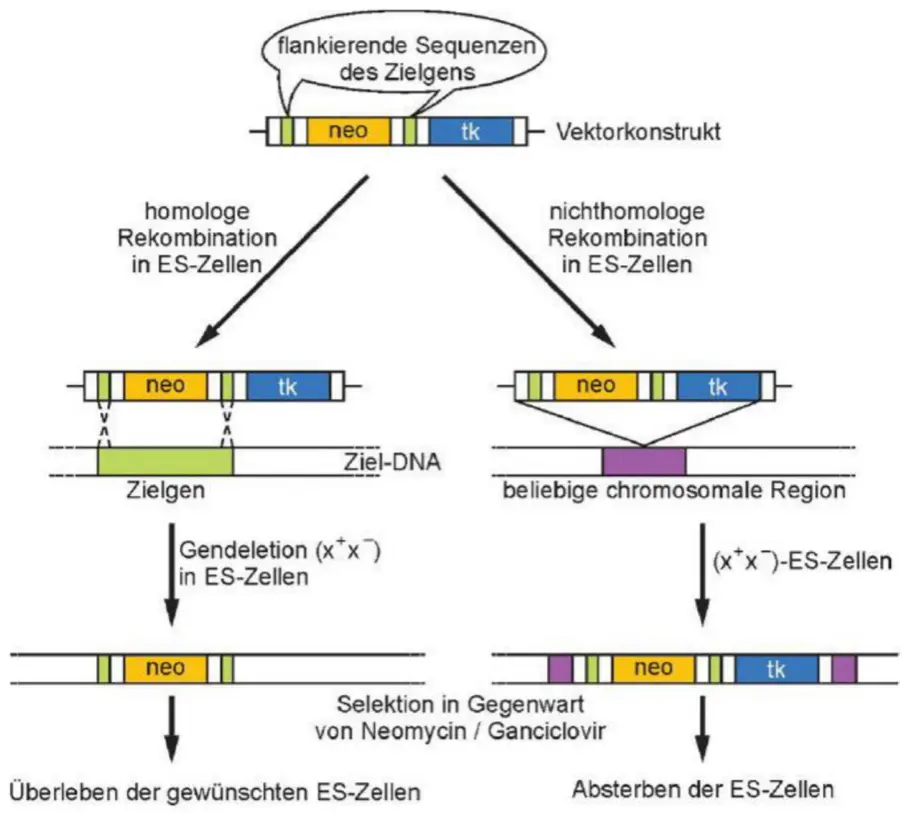 flankierende Sequenzen
des Zielgens
neo
tk
Vektorkonstrukt
homologe
Rekombination
in ES-Zellen
nichthomologe
Rekombination
in ES-Zellen
neo
tk
neo
tk
Ziel-DNA
Zielgen
beliebige chromosomale Region
Gendeletion (x⁺x⁻)
in ES-Zellen
(x⁺x⁻)-ES-Zellen
neo
neo
tk
Selektion in Gegenwart
von Neomycin / Ganciclovir
Überleben der gewünschten ES-Zellen
Absterben der ES-Zellen